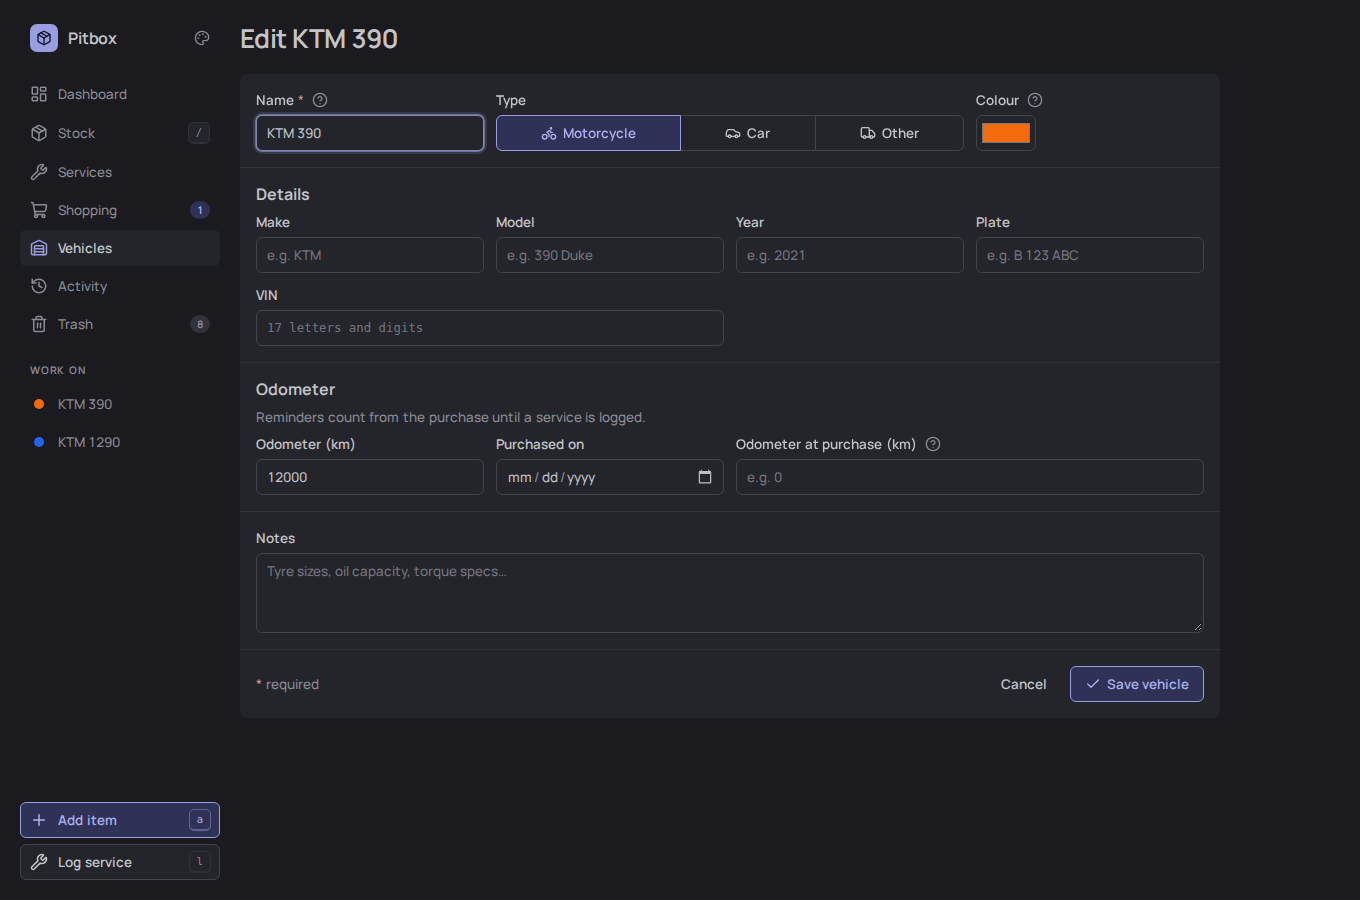 Pitbox
Dashboard
Stock /
Services
Shopping 1
Vehicles
Activity
Trash 8
WORK ON
KTM 390
KTM 1290
Add item a
Log service l
Edit KTM 390
Name * ? Type Colour ?
KTM 390 Motorcycle Car Other
Details
Make Model Year Plate
e.g. KTM e.g. 390 Duke e.g. 2021 e.g. B 123 ABC
VIN
17 letters and digits
Odometer
Reminders count from the purchase until a service is logged.
Odometer (km) Purchased on Odometer at purchase (km) ?
12000 mm/dd/yyyy e.g. 0
Notes
Tyre sizes, oil capacity, torque specs…
* required Cancel Save vehicle